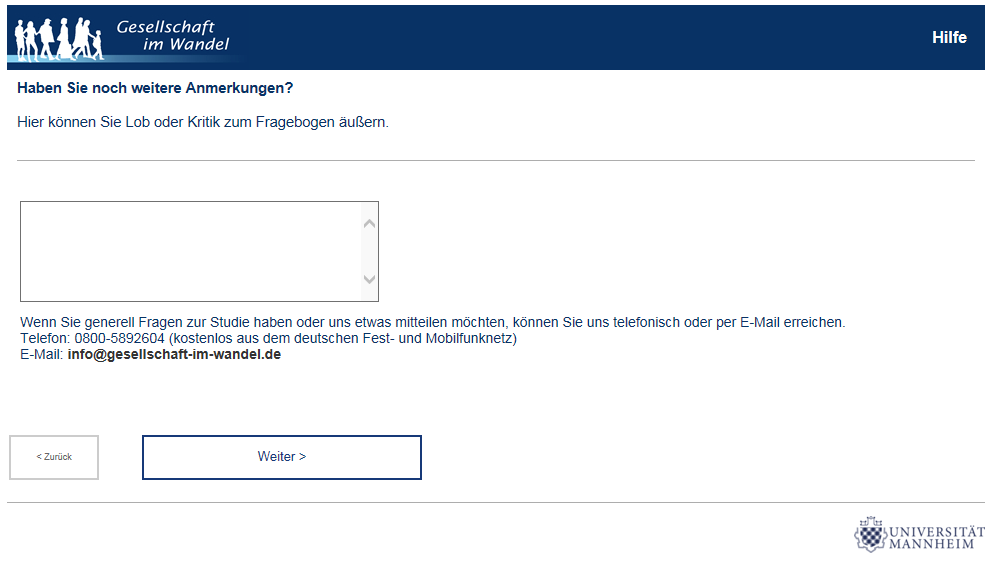 Gesellschaft
im Wandel
Hilfe
Haben Sie noch weitere Anmerkungen?
Hier können Sie Lob oder Kritik zum Fragebogen äußern.
Wenn Sie generell Fragen zur Studie haben oder uns etwas mitteilen möchten, können Sie uns telefonisch oder per E-Mail erreichen.
Telefon: 0800-5892604 (kostenlos aus dem deutschen Fest- und Mobilfunknetz)
E-Mail: info@gesellschaft-im-wandel.de
< Zurück
Weiter >
UNIVERSITÄT
MANNHEIM